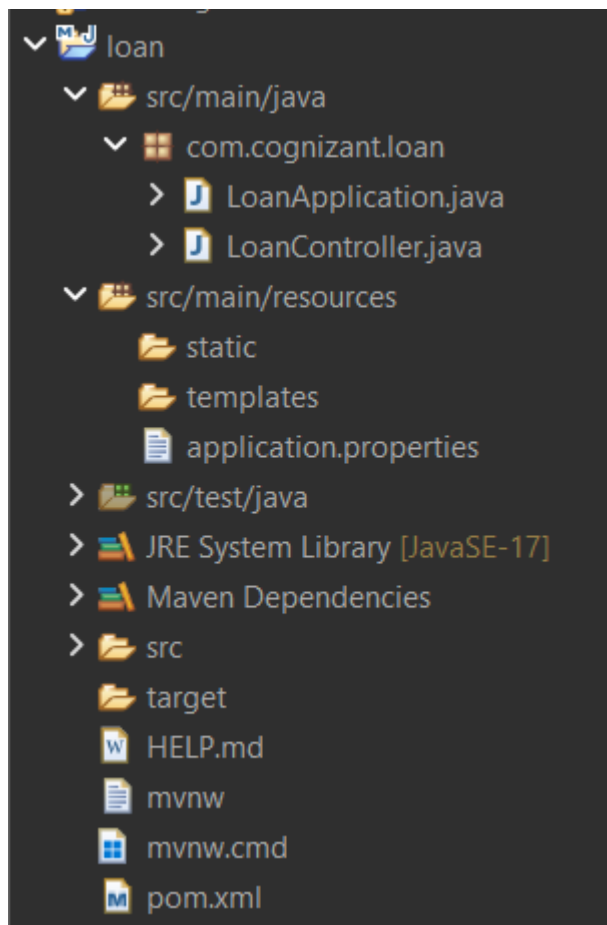 loan
src/main/java
com.cognizant.loan
LoanApplication.java
LoanController.java
src/main/resources
static
templates
application.properties
src/test/java
JRE System Library [JavaSE-17]
Maven Dependencies
src
target
HELP.md
mvnw
mvnw.cmd
pom.xml